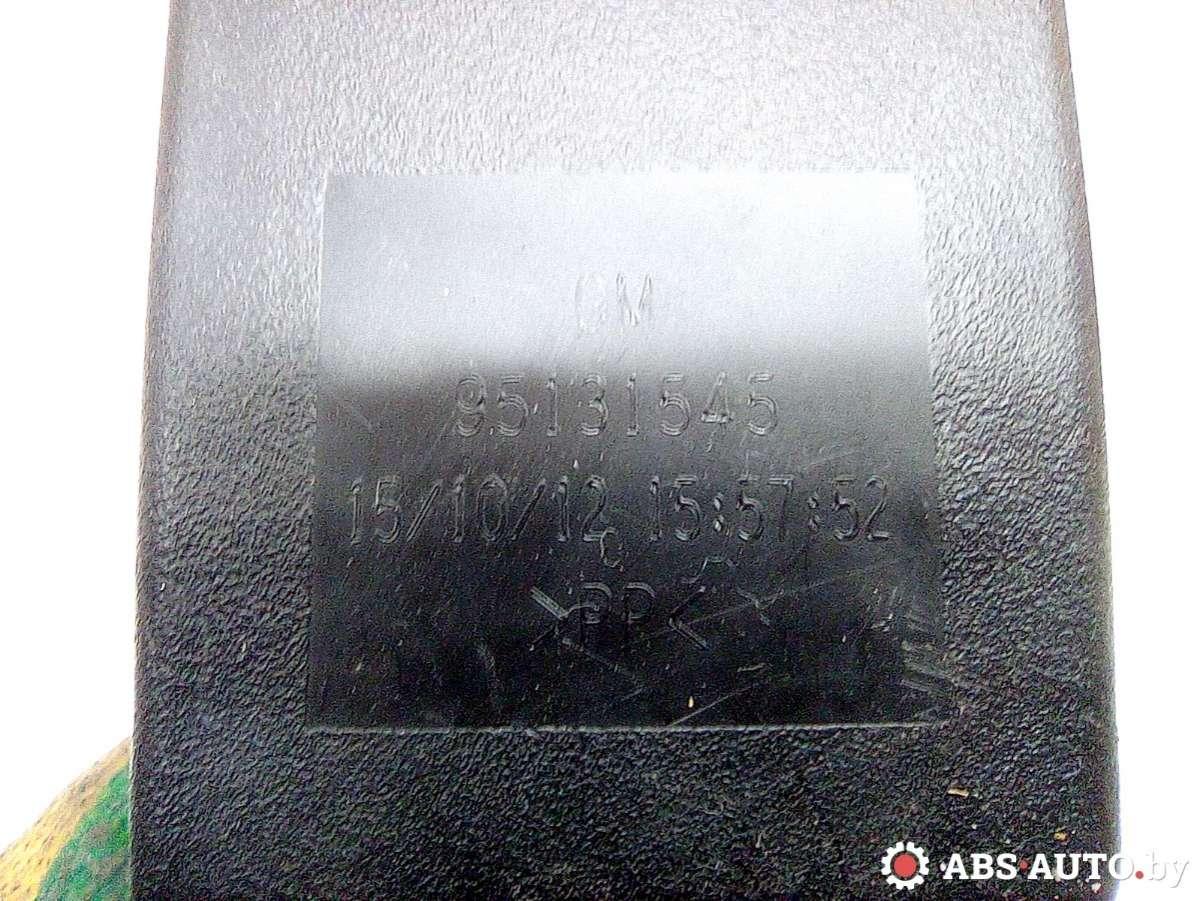 GM
95131545
15/10/12 15:57:52
C
>PP<
ABS-AUTO.by